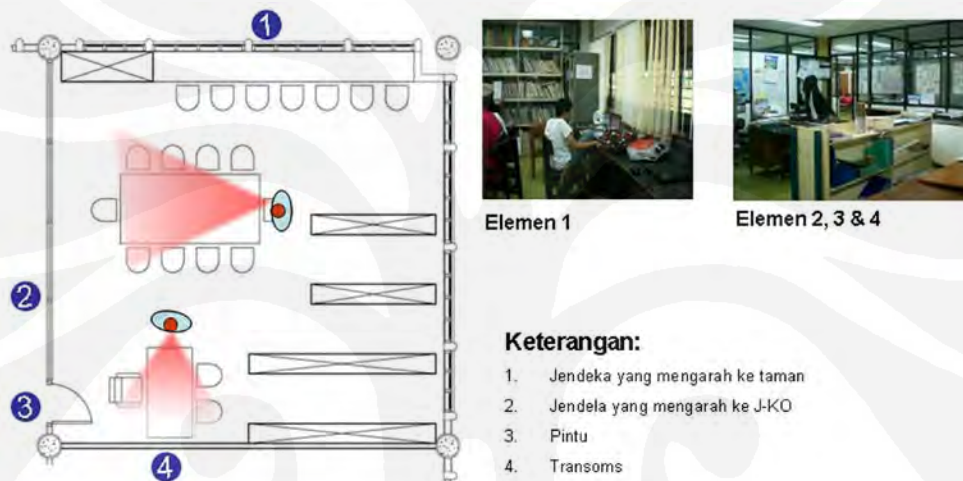 1
2
3
4
Elemen 1
Elemen 2, 3 & 4
Keterangan:
1. Jendeka yang mengarah ke taman
2. Jendela yang mengarah ke J-KO
3. Pintu
4. Transoms